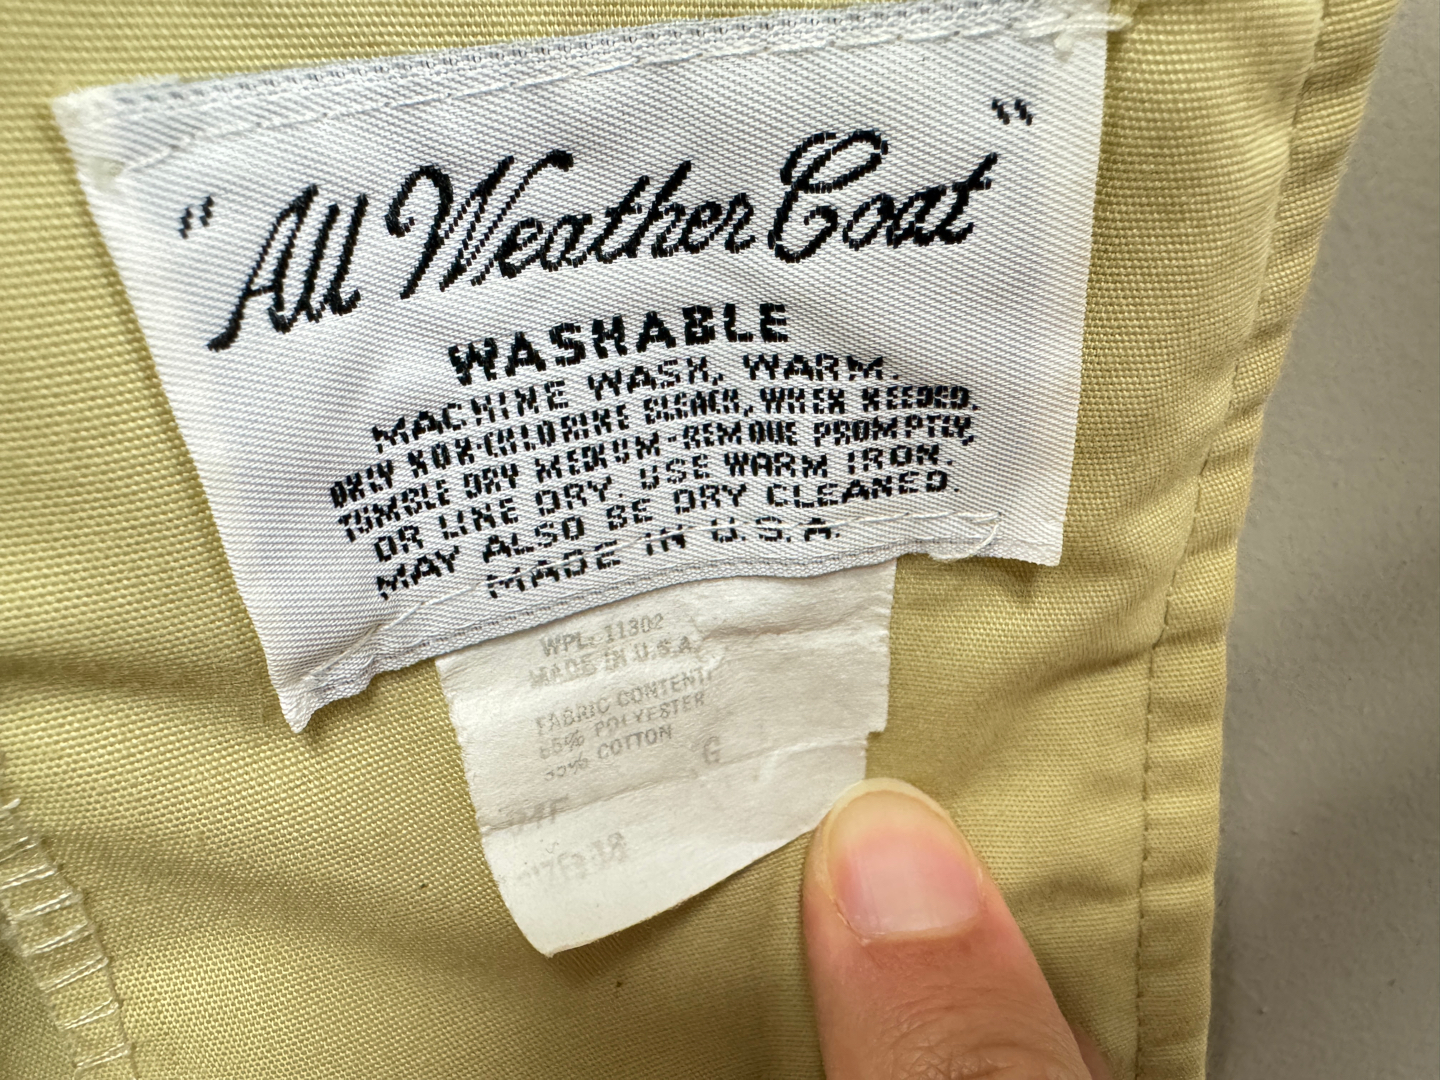 "All Weather Coat"
WASHABLE
MACHINE WASH, WARM.
ONLY NON-CHLORINE BLEACH, WHEN NEEDED.
TUMBLE DRY MEDIUM-REMOVE PROMPTLY,
OR LINE DRY. USE WARM IRON.
MAY ALSO BE DRY CLEANED.
MADE IN U.S.A.
WPL: 11302
MADE IN U.S.A.
FABRIC CONTENT:
65% POLYESTER
35% COTTON
G